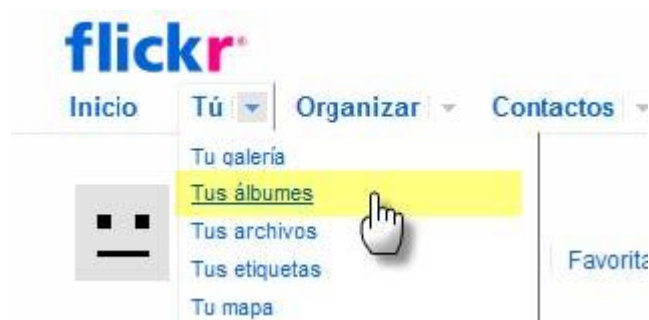 flickr
Inicio Tú Organizar Contactos
Tu galería
Tus álbumes
Tus archivos
Tus etiquetas
Favorita
Tu mapa